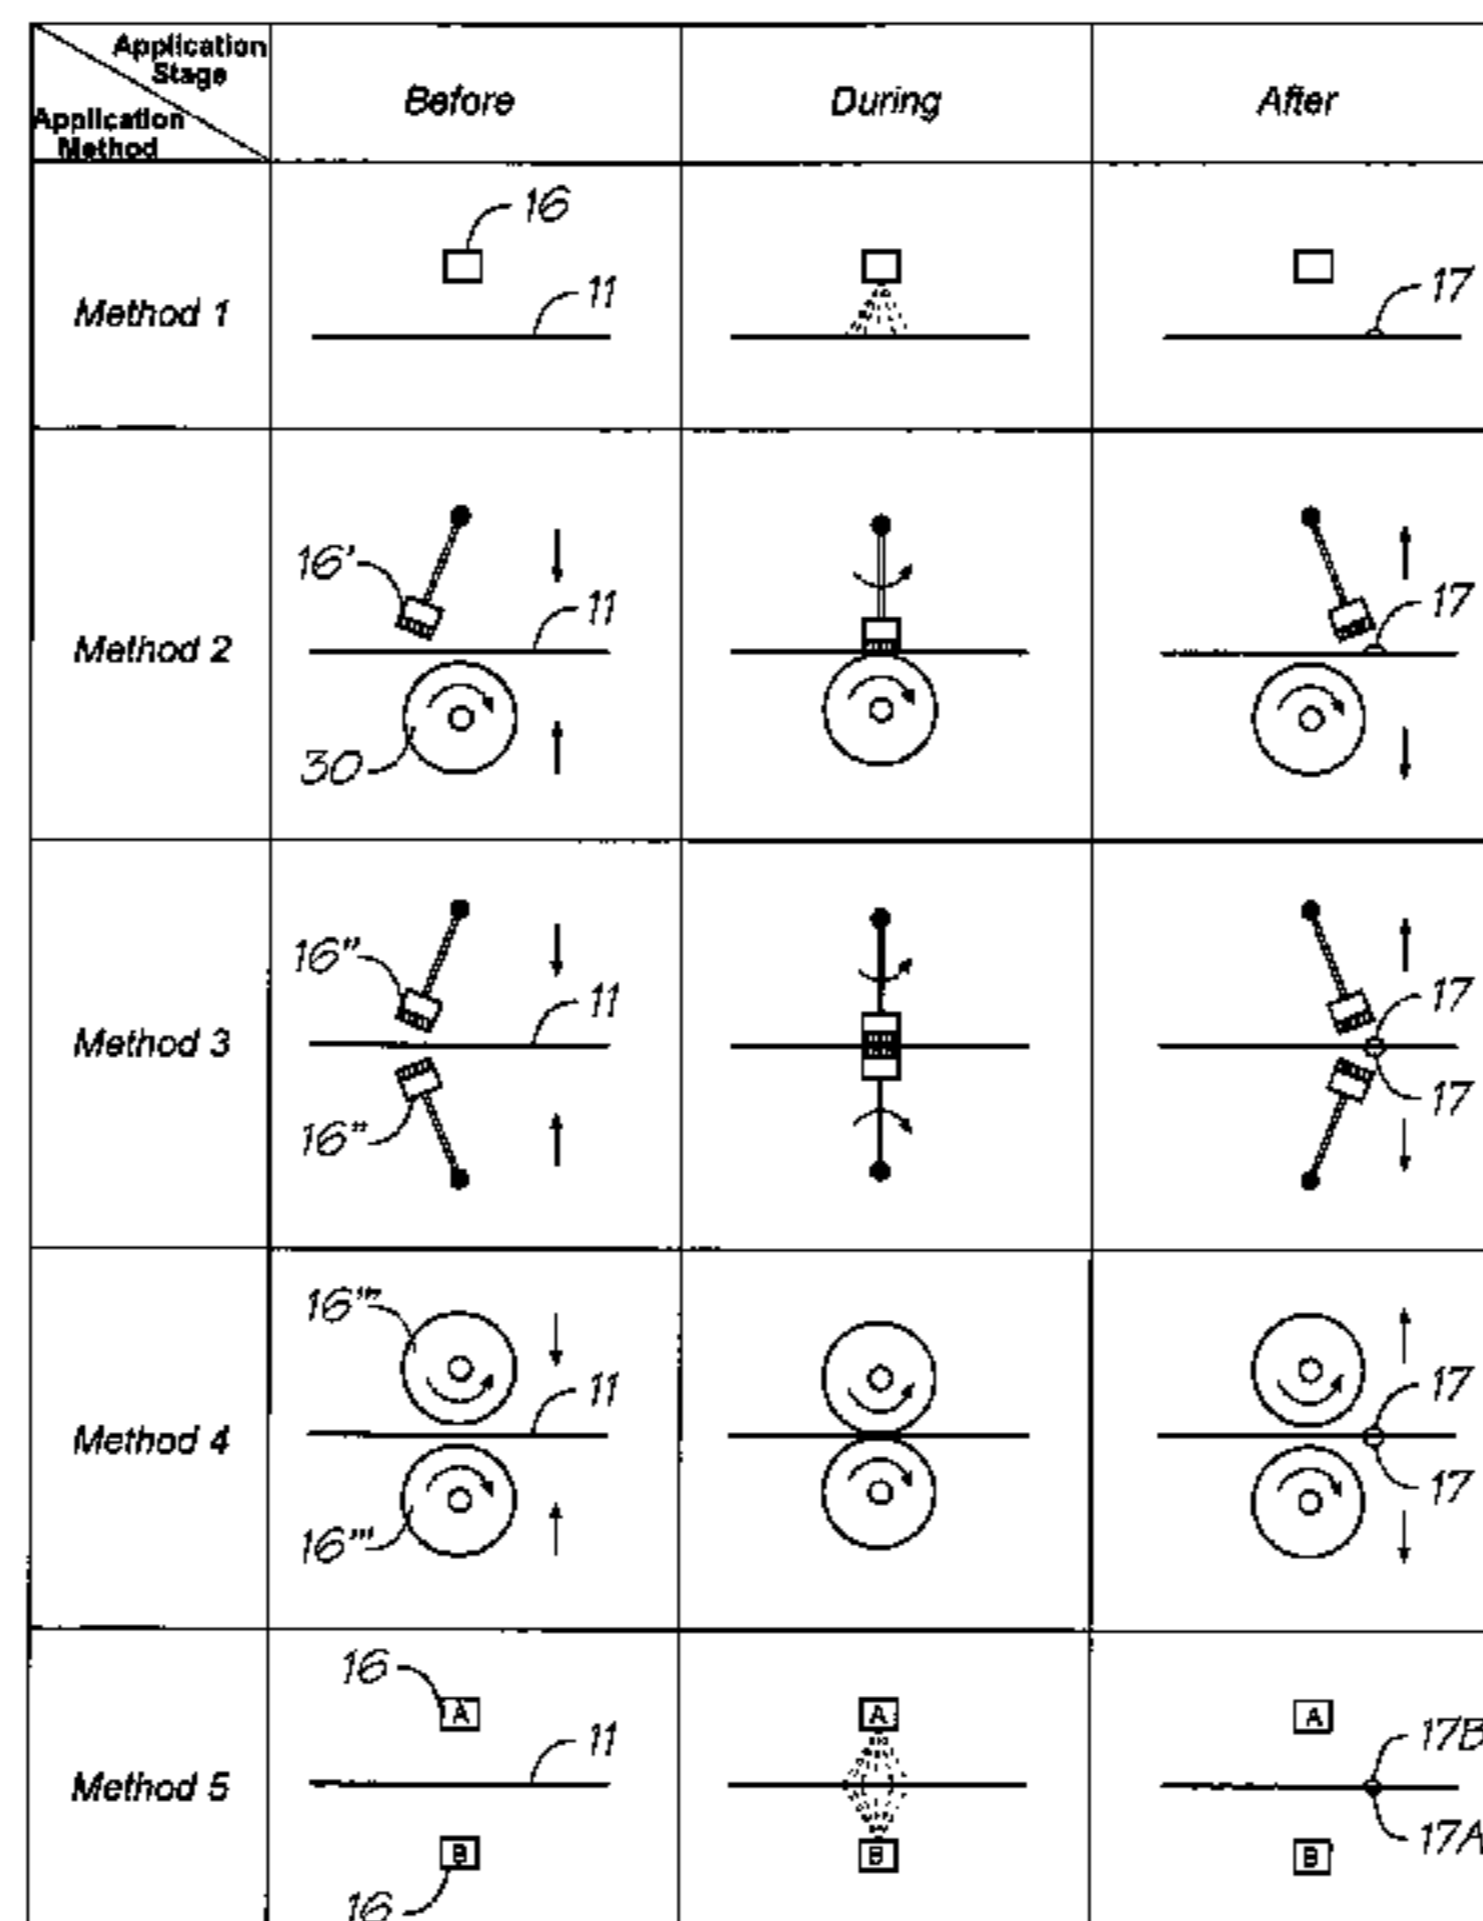 Application
Stage
Application
Method
Before
During
After
Method 1
16
11
17
Method 2
16'
11
30
17
Method 3
16"
11
16"
17
17
Method 4
16'''
11
16'''
17
17
Method 5
16
A
11
B
16
A
B
A
17B
17A
B